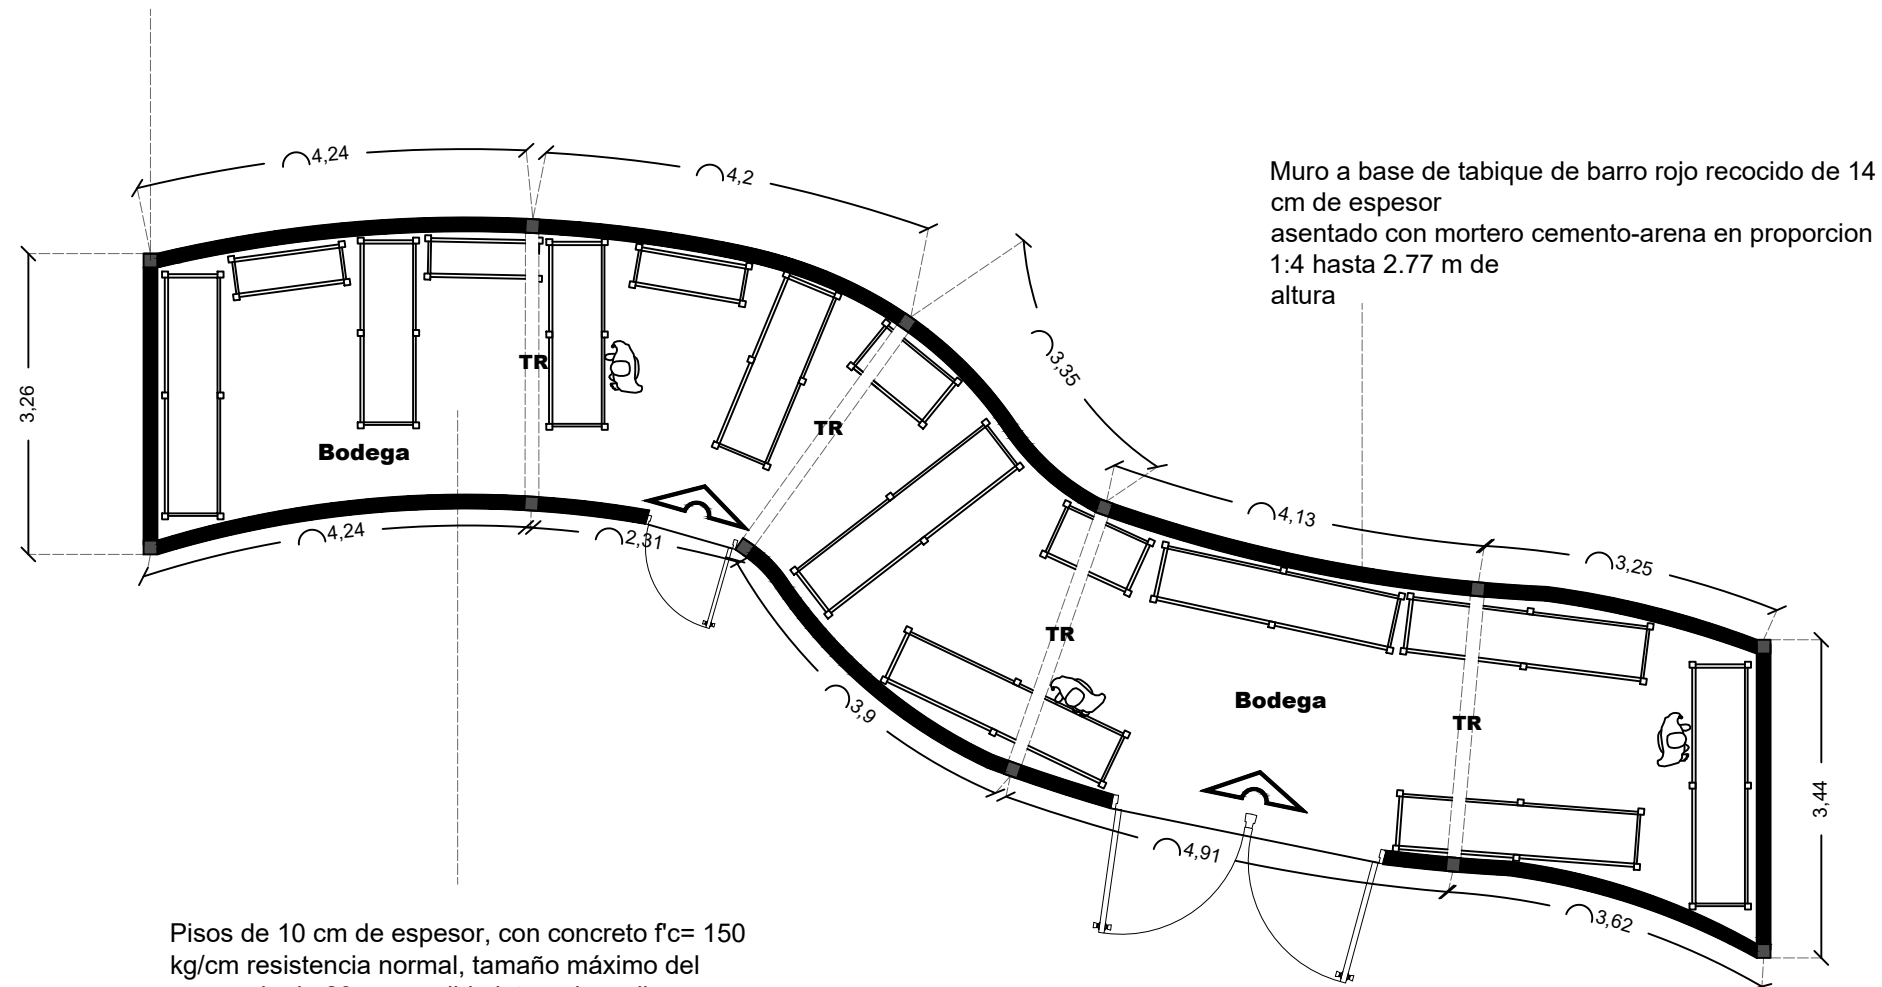 4,24
4,2
Muro a base de tabique de barro rojo recocido de 14
cm de espesor
asentado con mortero cemento-arena en proporcion
1:4 hasta 2.77 m de
altura
3,35
3,26
TR
TR
Bodega
4,24
2,31
4,13
3,25
TR
Bodega
3,9
TR
3,44
4,91
3,62
Pisos de 10 cm de espesor, con concreto f'c= 150
kg/cm resistencia normal, tamaño máximo del